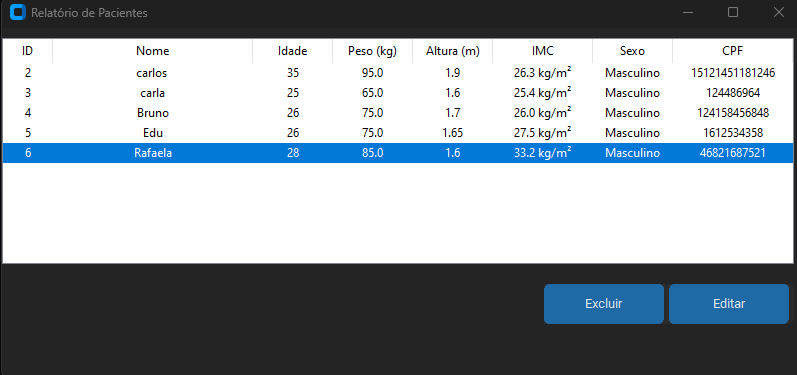 Relatório de Pacientes
ID Nome Idade Peso (kg) Altura (m) IMC Sexo CPF
2 carlos 35 95.0 1.9 26.3 kg/m² Masculino 15121451181246
3 carla 25 65.0 1.6 25.4 kg/m² Masculino 124486964
4 Bruno 26 75.0 1.7 26.0 kg/m² Masculino 124158456848
5 Edu 26 75.0 1.65 27.5 kg/m² Masculino 1612534358
6 Rafaela 28 85.0 1.6 33.2 kg/m² Masculino 46821687521
Excluir Editar